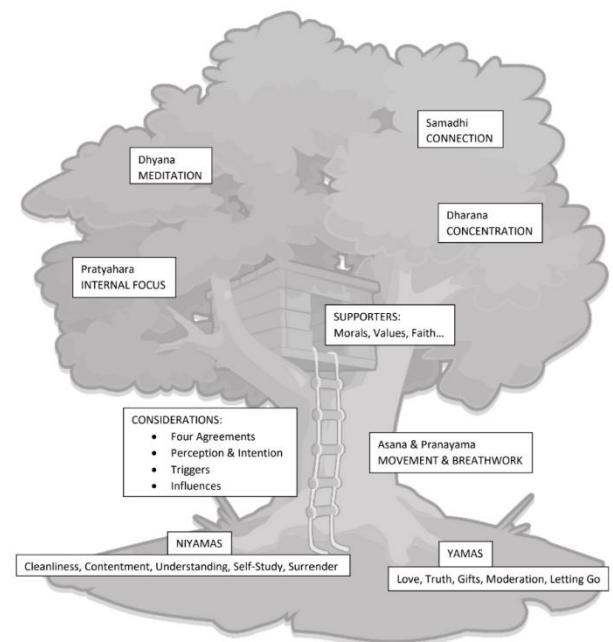 Samadhi
CONNECTION
Dhyana
MEDITATION
Dharana
CONCENTRATION
Pratyahara
INTERNAL FOCUS
SUPPORTERS:
Morals, Values, Faith...
CONSIDERATIONS:
• Four Agreements
• Perception & Intention
• Triggers
• Influences
Asana & Pranayama
MOVEMENT & BREATHWORK
NIYAMAS
Cleanliness, Contentment, Understanding, Self-Study, Surrender
YAMAS
Love, Truth, Gifts, Moderation, Letting Go